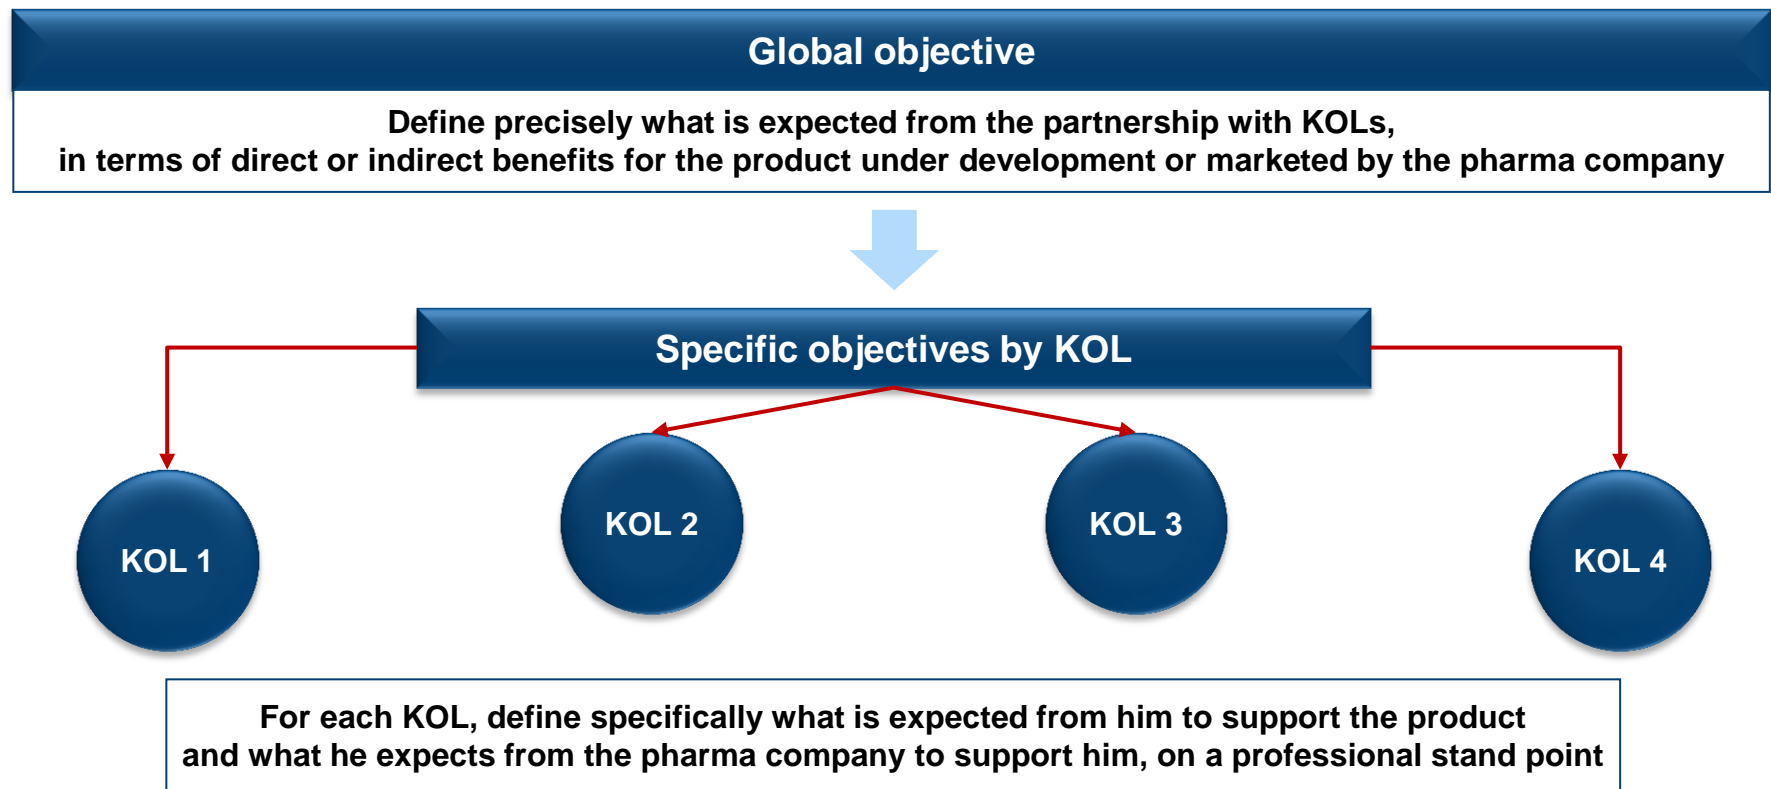 Global objective
Define precisely what is expected from the partnership with KOLs,
in terms of direct or indirect benefits for the product under development or marketed by the pharma company
Specific objectives by KOL
KOL 1
KOL 2
KOL 3
KOL 4
For each KOL, define specifically what is expected from him to support the product
and what he expects from the pharma company to support him, on a professional stand point